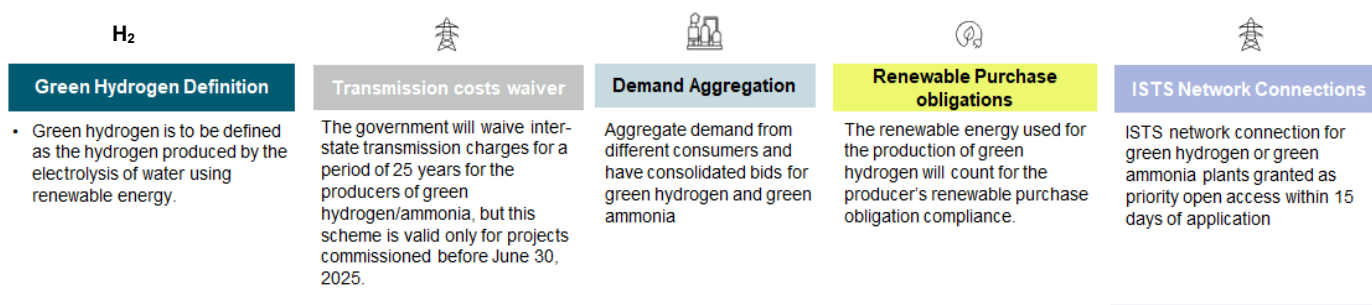 H₂
Green Hydrogen Definition
• Green hydrogen is to be defined
as the hydrogen produced by the
electrolysis of water using
renewable energy.
Transmission costs waiver
The government will waive inter-
state transmission charges for a
period of 25 years for the
producers of green
hydrogen/ammonia, but this
scheme is valid only for projects
commissioned before June 30,
2025.
Demand Aggregation
Aggregate demand from
different consumers and
have consolidated bids for
green hydrogen and green
ammonia
Renewable Purchase
obligations
The renewable energy used for
the production of green
hydrogen will count for the
producer's renewable purchase
obligation compliance.
ISTS Network Connections
ISTS network connection for
green hydrogen or green
ammonia plants granted as
priority open access within 15
days of application